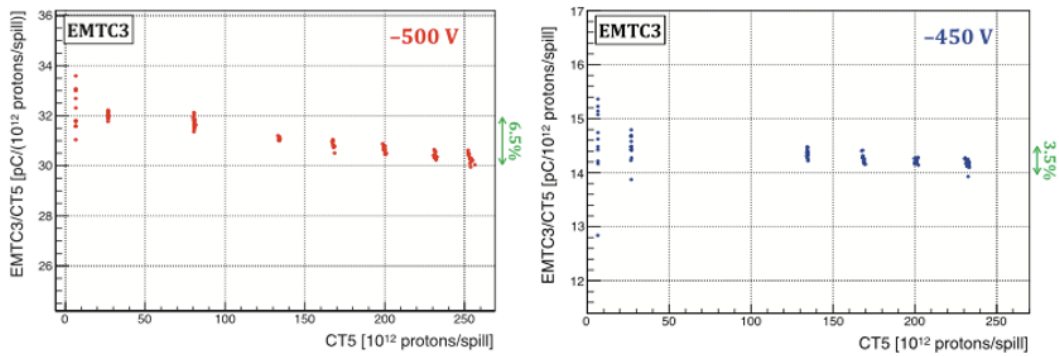 EMTC3
−500 V
EMTC3/CT5 [pC/(10¹² protons/spill)]
36
34
32
30
28
26
6.5%
0 50 100 150 200 250
CT5 [10¹² protons/spill]
EMTC3
−450 V
EMTC3/CT5 [pC/10¹² protons/spill)]
17
16
15
14
13
12
3.5%
0 50 100 150 200 250
CT5 [10¹² protons/spill]